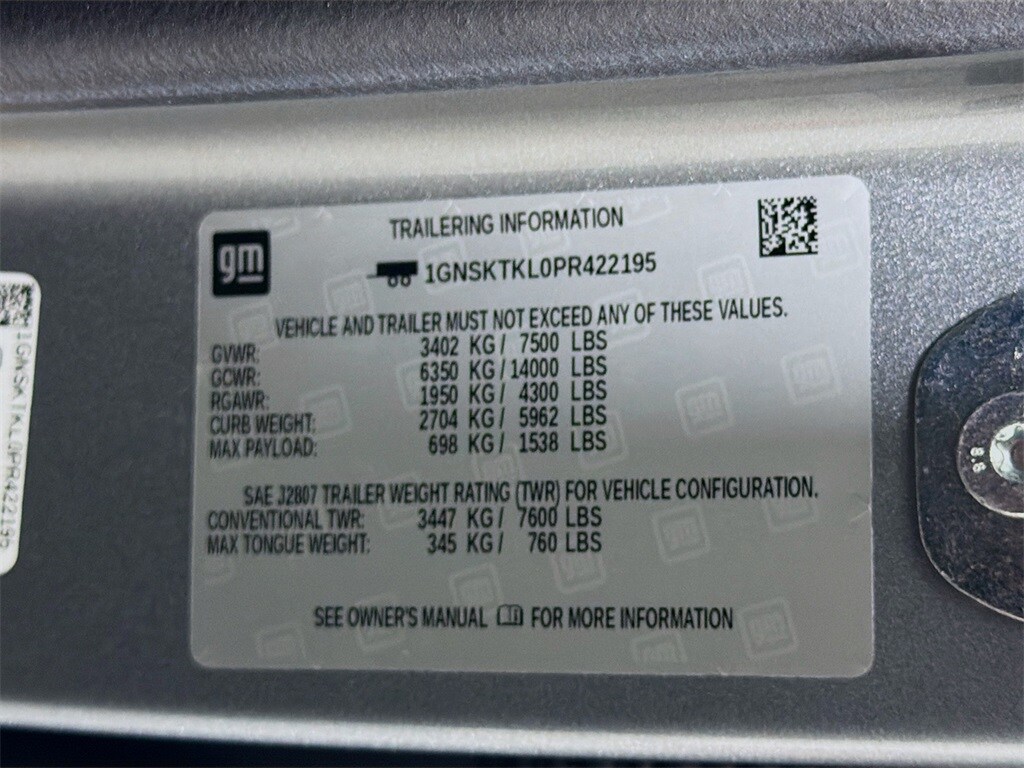 gm
TRAILERING INFORMATION
1GNSKTKL0PR422195
VEHICLE AND TRAILER MUST NOT EXCEED ANY OF THESE VALUES.
GVWR: 3402 KG / 7500 LBS
GCWR: 6350 KG / 14000 LBS
RGAWR: 1950 KG / 4300 LBS
CURB WEIGHT: 2704 KG / 5962 LBS
MAX PAYLOAD: 698 KG / 1538 LBS
SAE J2807 TRAILER WEIGHT RATING (TWR) FOR VEHICLE CONFIGURATION.
CONVENTIONAL TWR: 3447 KG / 7600 LBS
MAX TONGUE WEIGHT: 345 KG / 760 LBS
SEE OWNER'S MANUAL FOR MORE INFORMATION
1GNSKTKL0PR422195
8.8